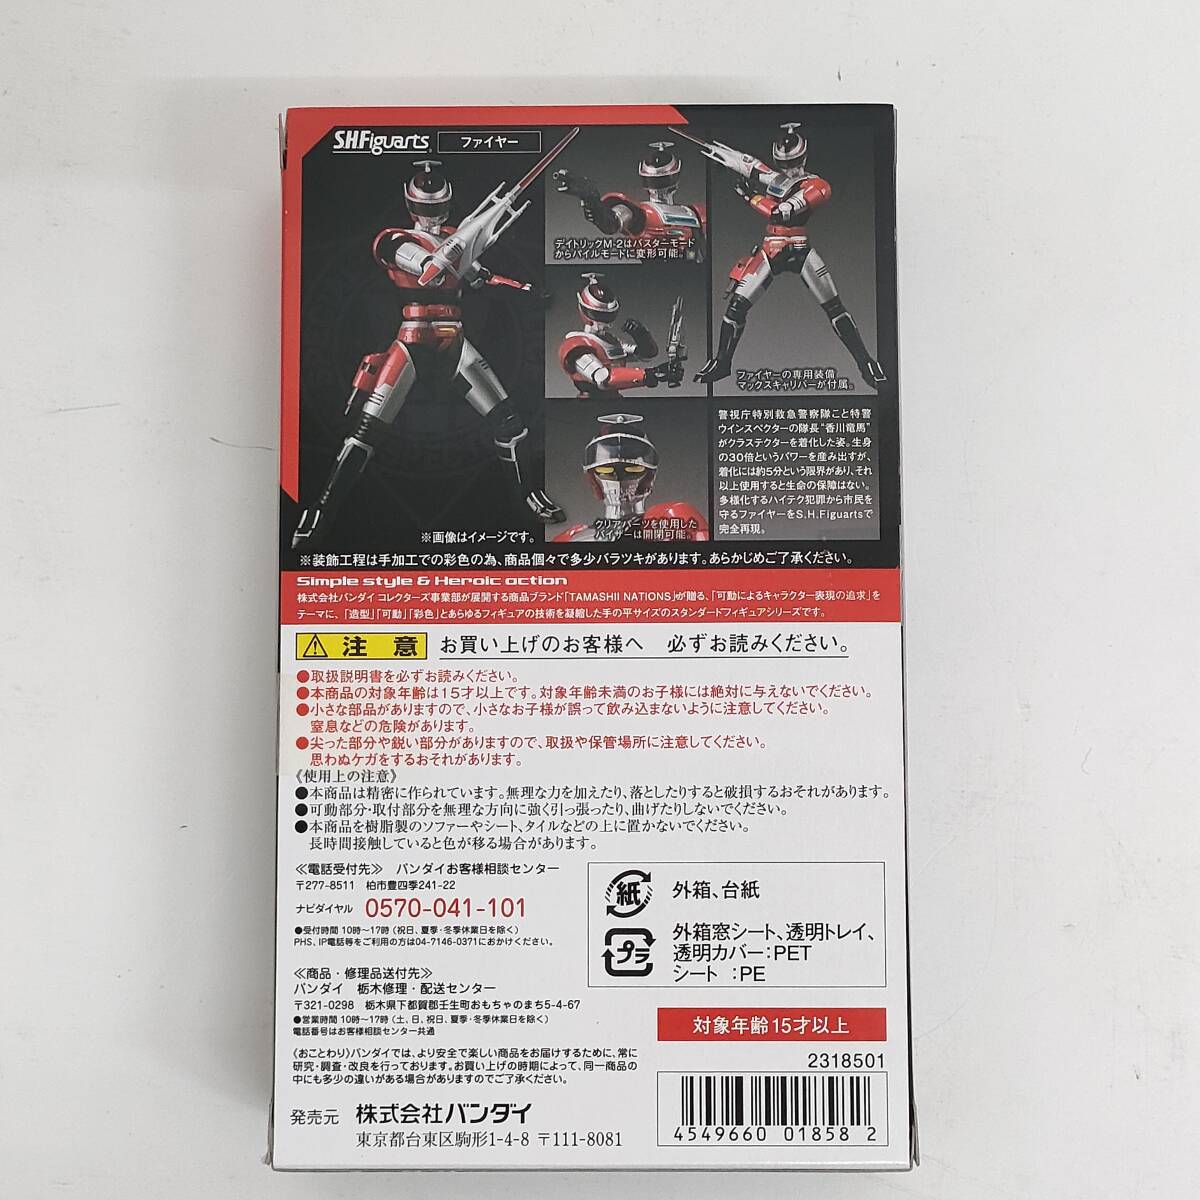 S.H.Figuarts ファイヤー
デイトリックM-2はバスターモード
からパイルモードに変形可能。
ファイヤーの専用装備
マックスキャリバーが付属。
クリアパーツを使用した
バイザーは開閉可能。
警視庁特別救急警察隊こと特警
ウインスペクターの隊長“香川竜馬”
がクラステクターを着化した姿。生身
の30倍というパワーを産み出すが、
着化には約5分という限界があり、それ
以上使用すると生命の保障はない。
多様化するハイテク犯罪から市民を
守るファイヤーをS.H.Figuartsで
完全再現。
※画像はイメージです。
※装飾工程は手加工での彩色の為、商品個々で多少バラツキがあります。あらかじめご了承ください。
Simple style & Heroic action
株式会社バンダイ コレクターズ事業部が展開する商品ブランド「TAMASHII NATIONS」が贈る、「可動によるキャラクター表現の追求」を
テーマに、「造型」「可動」「彩色」とあらゆるフィギュアの技術を凝縮した手の平サイズのスタンダードフィギュアシリーズです。
注意 お買い上げのお客様へ 必ずお読みください。
●取扱説明書を必ずお読みください。
●本商品の対象年齢は15才以上です。対象年齢未満のお子様には絶対に与えないでください。
●小さな部品がありますので、小さなお子様が誤って飲み込まないように注意してください。
窒息などの危険があります。
●尖った部分や鋭い部分がありますので、取扱や保管場所に注意してください。
思わぬケガをするおそれがあります。
《使用上の注意》
●本商品は精密に作られています。無理な力を加えたり、落としたりすると破損するおそれがあります。
●可動部分・取付部分を無理な方向に強く引っ張ったり、曲げたりしないでください。
●本商品を樹脂製のソファーやシート、タイルなどの上に置かないでください。
長時間接触していると色が移る場合があります。
≪電話受付先≫ バンダイお客様相談センター
〒277-8511 柏市豊四季241-22
ナビダイヤル 0570-041-101
●受付時間 10時〜17時(祝日、夏季・冬季休業日を除く)
PHS、IP電話等をご利用の方は04-7146-0371におかけください。
≪商品・修理品送付先≫
バンダイ 栃木修理・配送センター
〒321-0298 栃木県下都賀郡壬生町おもちゃのまち5-4-67
●営業時間 10時〜17時(土、日、祝日、夏季・冬季休業日を除く)
電話番号はお客様相談センター共通
《おことわり》バンダイでは、より安全で楽しい商品をお届けするために、常に
研究・調査・改良を行っております。お買い上げの時期によって、同一商品の
中にも多少の違いがある場合がありますのでご了承ください。
発売元 株式会社バンダイ
東京都台東区駒形1-4-8 〒111-8081
紙 外箱、台紙
プラ 外箱窓シート、透明トレイ、
透明カバー:PET
シート :PE
対象年齢15才以上
2318501
4549660 01858 2